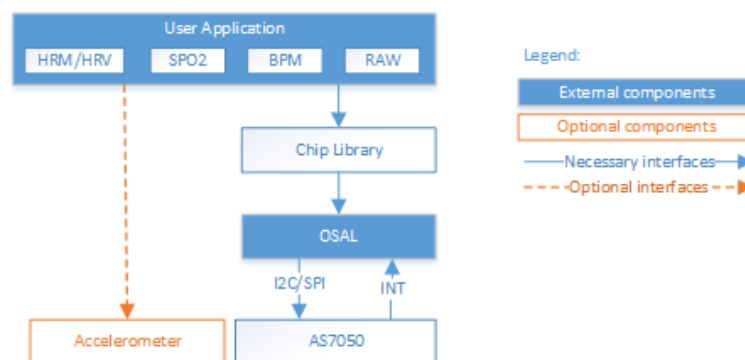 User Application
HRM/HRV
SPO2
BPM
RAW
Legend:
External components
Optional components
Necessary interfaces
Optional interfaces
Chip Library
OSAL
I2C/SPI
INT
Accelerometer
AS7050